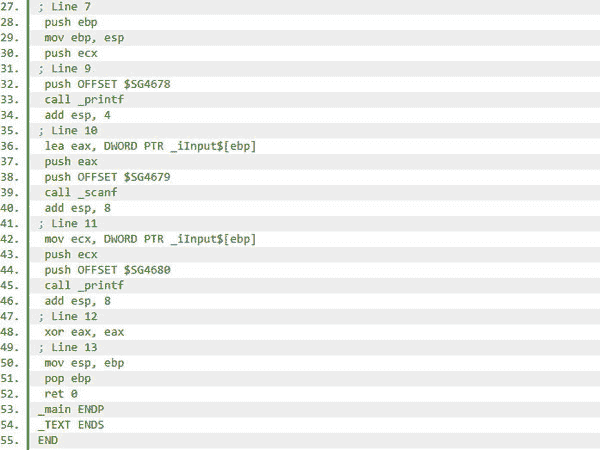 27. ; Line 7
28. push ebp
29. mov ebp, esp
30. push ecx
31. ; Line 9
32. push OFFSET $SG4678
33. call _printf
34. add esp, 4
35. ; Line 10
36. lea eax, DWORD PTR _iInput$[ebp]
37. push eax
38. push OFFSET $SG4679
39. call _scanf
40. add esp, 8
41. ; Line 11
42. mov ecx, DWORD PTR _iInput$[ebp]
43. push ecx
44. push OFFSET $SG4680
45. call _printf
46. add esp, 8
47. ; Line 12
48. xor eax, eax
49. ; Line 13
50. mov esp, ebp
51. pop ebp
52. ret 0
53. _main ENDP
54. _TEXT ENDS
55. END